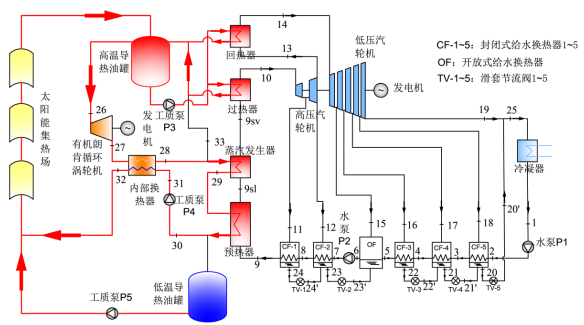 14
回热器
13
10
过热器
9sv
高温导
热油罐
工质泵
P3
低压汽
轮机
高压汽
轮机
发电机
CF-1~5：封闭式给水换热器1~5
OF：开放式给水换热器
TV-1~5：滑套节流阀1~5
太阳能集热场
26
有机朗
肯循环
涡轮机
发电机
27
28
33
蒸汽发生器
29
32
31
内部换
热器
工质泵
P4
9sl
预热器
30
低温导
热油罐
工质泵P5
19
25
冷凝器
20'
1
水泵P1
11
12
水泵
P2
15
16
17
18
CF-1
CF-2
OF
CF-3
CF-4
CF-5
9
8
7
6
5
4
3
2
24
24'
23
23'
22
22'
21
21'
20
TV-1
TV-2
TV-3
TV-4
TV-5